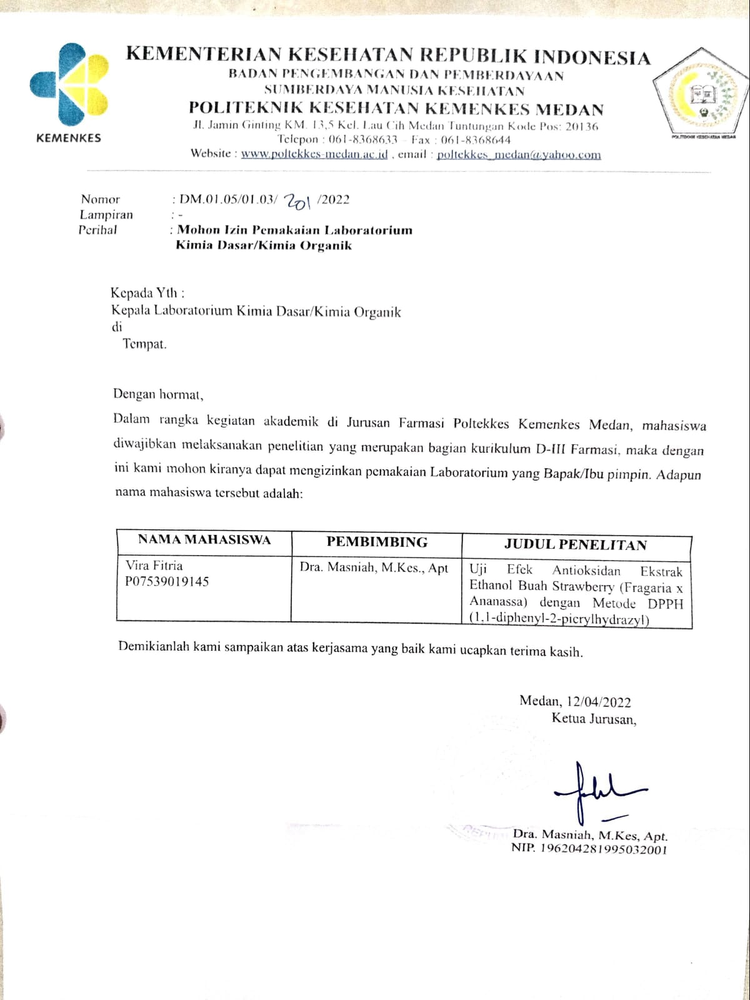 KEMENTERIAN KESEHATAN REPUBLIK INDONESIA
BADAN PENGEMBANGAN DAN PEMBERDAYAAN
SUMBERDAYA MANUSIA KESEHATAN
POLITEKNIK KESEHATAN KEMENKES MEDAN
Jl. Jamin Ginting KM. 13,5 Kel. Lau Cih Medan Tuntungan Kode Pos: 20136
Telepon : 061-8368633 - Fax : 061-8368644
Website : www.poltekkes-medan.ac.id , email : poltekkes_medan@yahoo.com
KEMENKES
POLITEKNIK KESEHATAN MEDAN
Nomor : DM.01.05/01.03/ 201 /2022
Lampiran : -
Perihal : Mohon Izin Pemakaian Laboratorium
Kimia Dasar/Kimia Organik
Kepada Yth :
Kepala Laboratorium Kimia Dasar/Kimia Organik
di
Tempat.
Dengan hormat,
Dalam rangka kegiatan akademik di Jurusan Farmasi Poltekkes Kemenkes Medan, mahasiswa
diwajibkan melaksanakan penelitian yang merupakan bagian kurikulum D-III Farmasi, maka dengan
ini kami mohon kiranya dapat mengizinkan pemakaian Laboratorium yang Bapak/Ibu pimpin. Adapun
nama mahasiswa tersebut adalah:
NAMA MAHASISWA PEMBIMBING JUDUL PENELITAN
Vira Fitria Dra. Masniah, M.Kes., Apt Uji Efek Antioksidan Ekstrak
P07539019145 Ethanol Buah Strawberry (Fragaria x
Ananassa) dengan Metode DPPH
(1,1-diphenyl-2-picrylhydrazyl)
Demikianlah kami sampaikan atas kerjasama yang baik kami ucapkan terima kasih.
Medan, 12/04/2022
Ketua Jurusan,
Dra. Masniah, M.Kes, Apt.
NIP. 196204281995032001